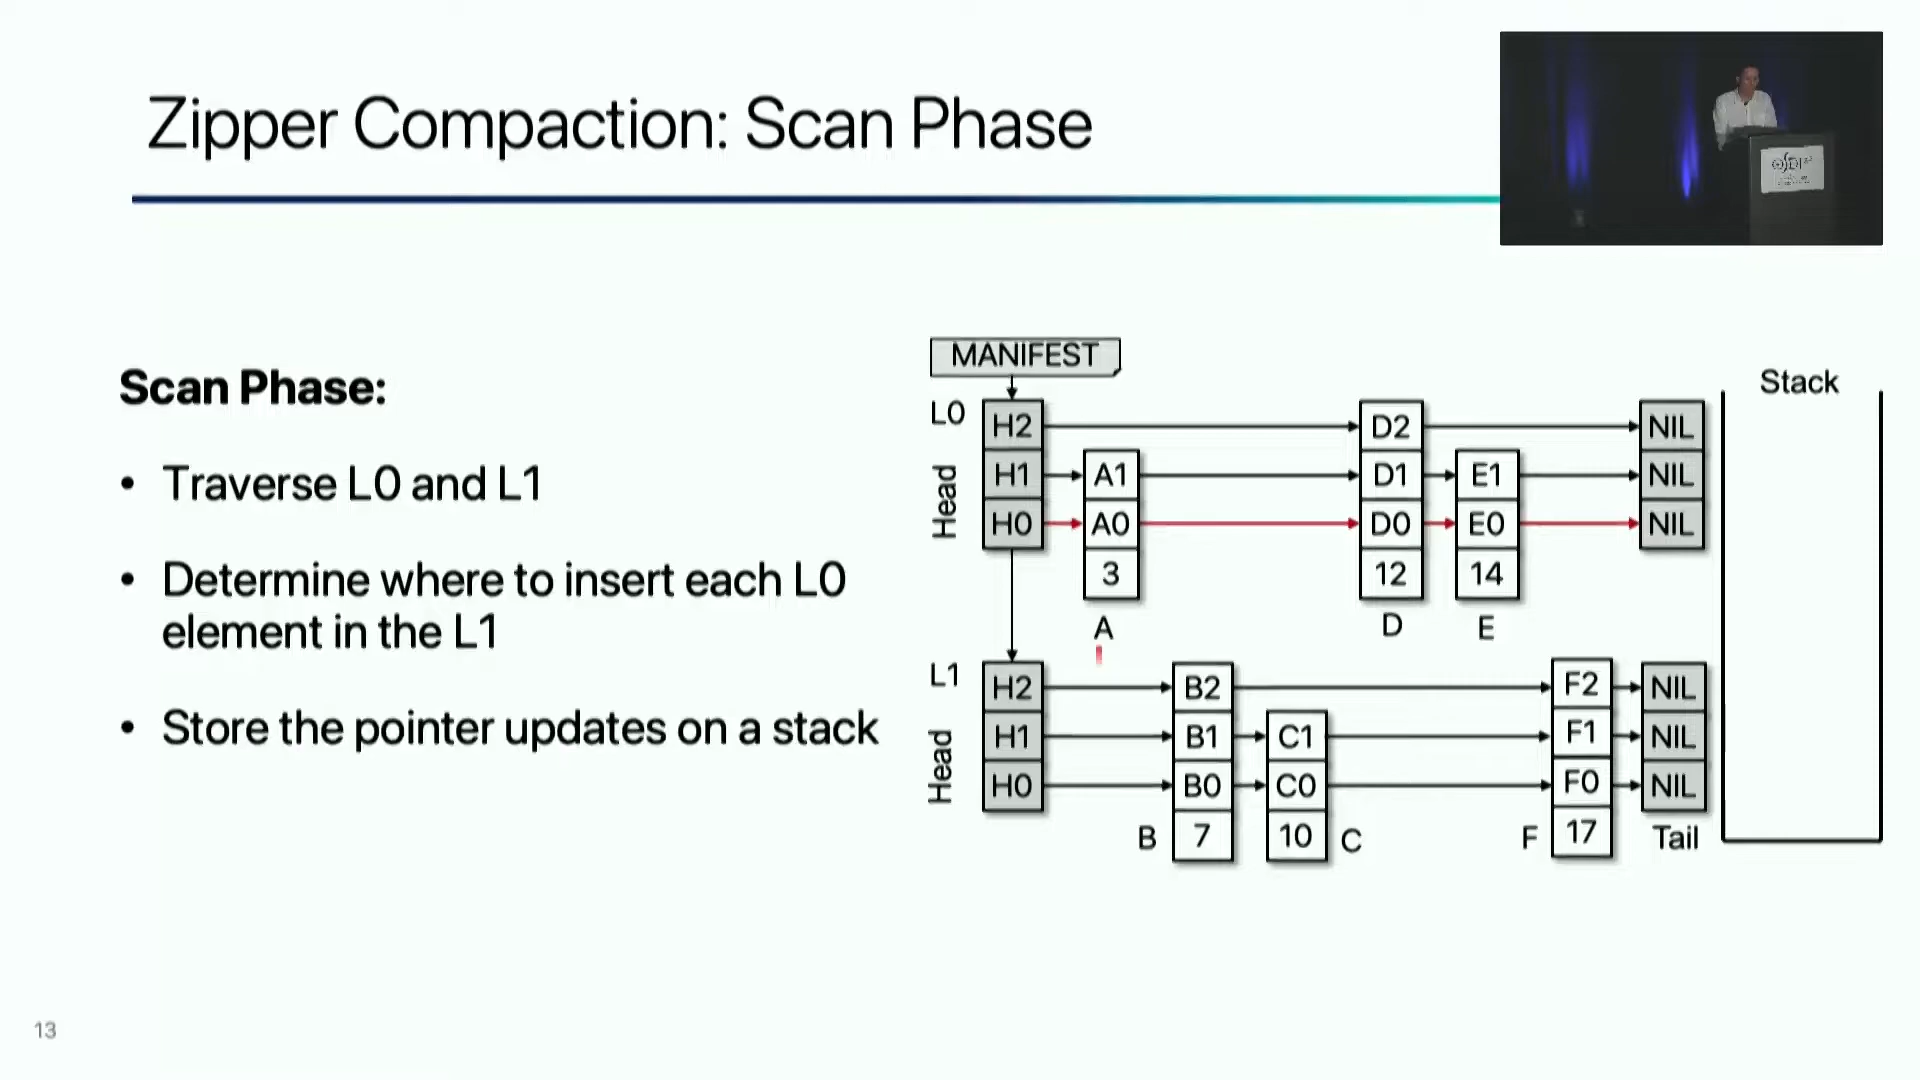 Zipper Compaction: Scan Phase
Scan Phase:
• Traverse L0 and L1
• Determine where to insert each L0
element in the L1
• Store the pointer updates on a stack
MANIFEST
Stack
L0
Head
H2 D2 NIL
H1 A1 D1 E1 NIL
H0 A0 D0 E0 NIL
3 12 14
A D E
L1
Head
H2 B2 F2 NIL
H1 B1 C1 F1 NIL
H0 B0 C0 F0 NIL
B 7 10 C F 17 Tail
13